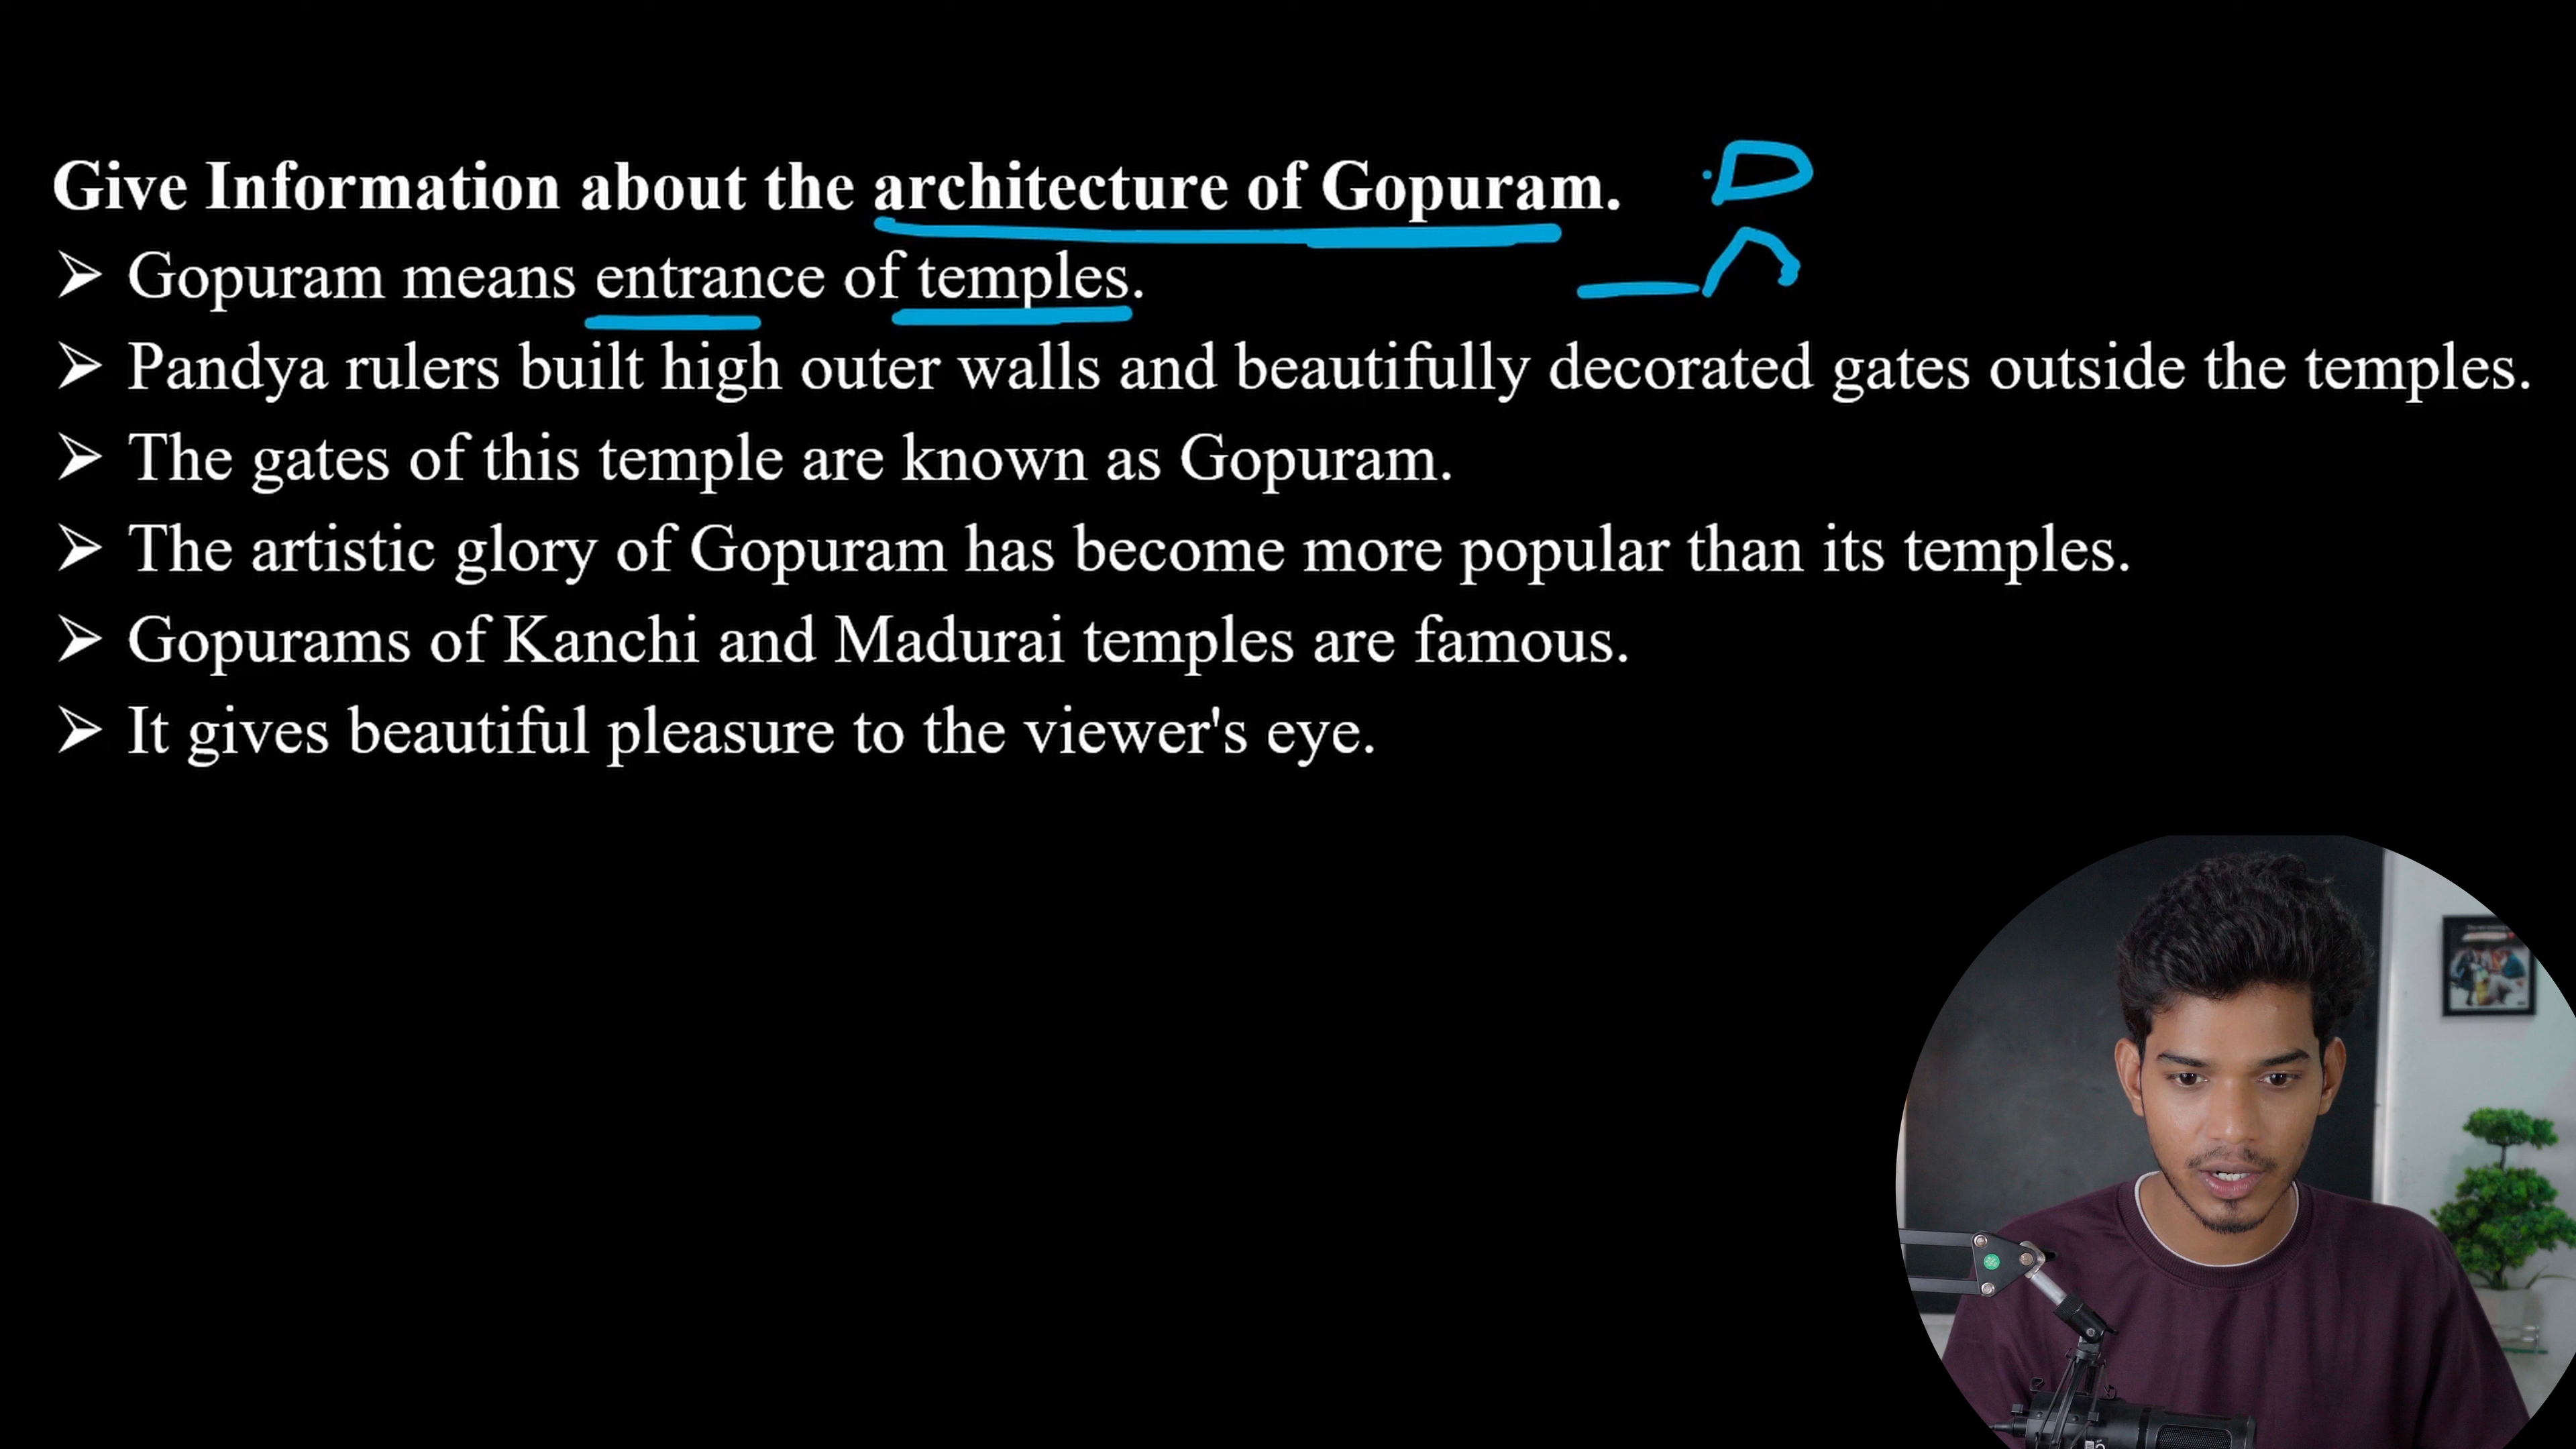 Give Information about the architecture of Gopuram.
➤ Gopuram means entrance of temples.
➤ Pandya rulers built high outer walls and beautifully decorated gates outside the temples.
➤ The gates of this temple are known as Gopuram.
➤ The artistic glory of Gopuram has become more popular than its temples.
➤ Gopurams of Kanchi and Madurai temples are famous.
➤ It gives beautiful pleasure to the viewer's eye.